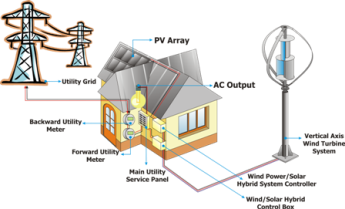 PV Array
Utility Grid
AC Output
Backward Utility
Meter
Forward Utility
Meter
Main Utility
Service Panel
Vertical Axis
Wind Turbine
System
Wind Power/Solar
Hybrid System Controller
Wind/Solar Hybrid
Control Box